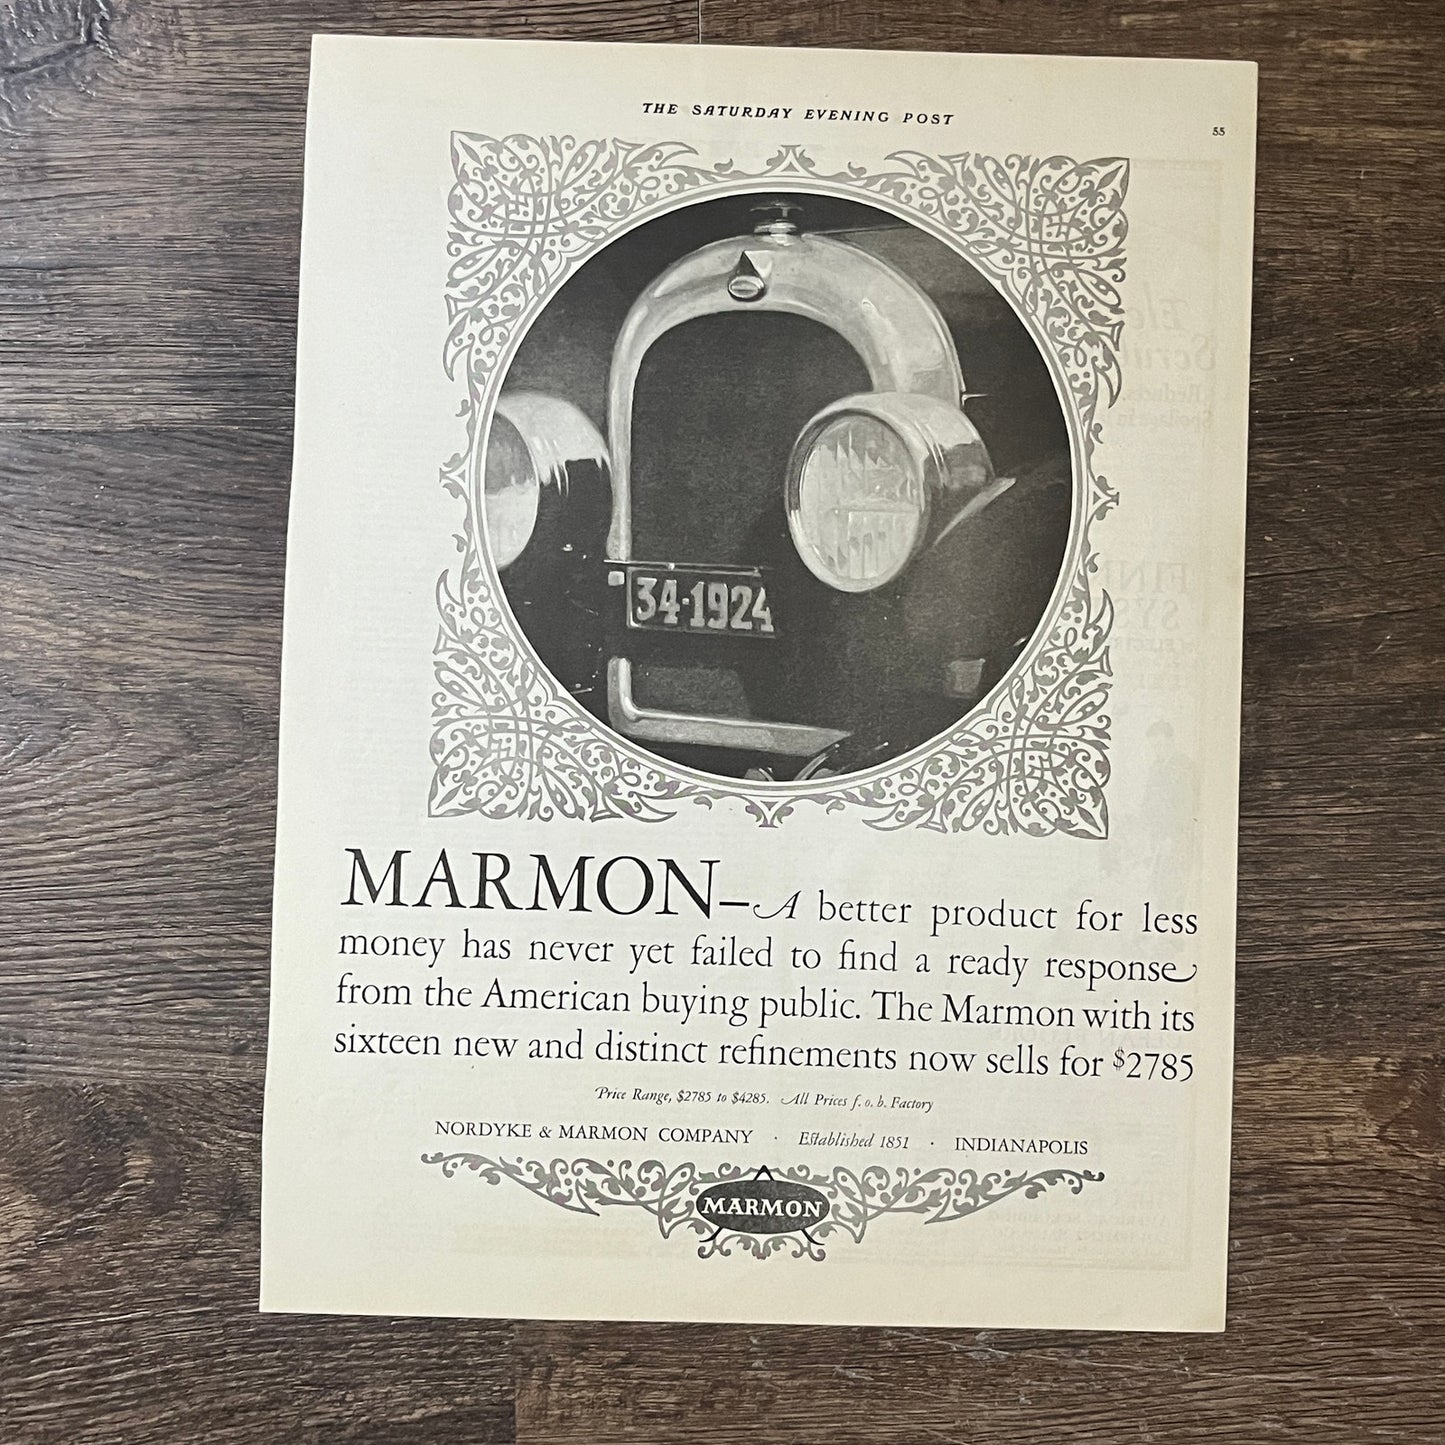 THE SATURDAY EVENING POST
55
34-1924
MARMON—A better product for less
money has never yet failed to find a ready response
from the American buying public. The Marmon with its
sixteen new and distinct refinements now sells for $2785
Price Range, $2785 to $4285. All Prices f. o. b. Factory
NORDYKE & MARMON COMPANY · Established 1851 · INDIANAPOLIS
MARMON